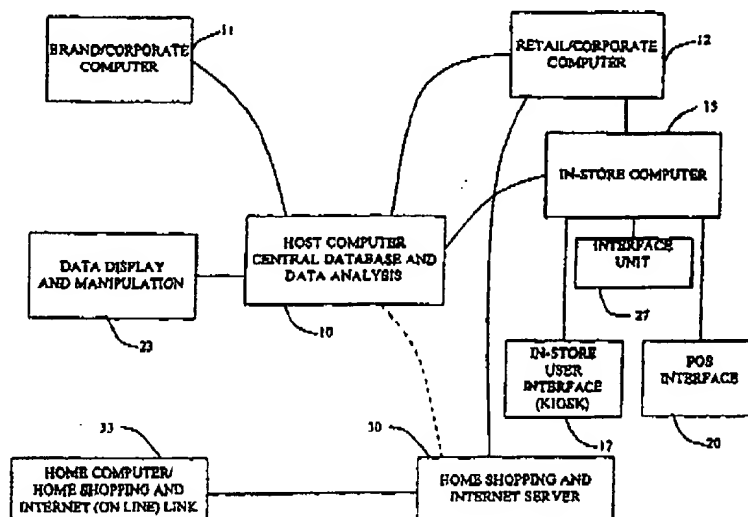 11
BRAND/CORPORATE
COMPUTER
12
RETAIL/CORPORATE
COMPUTER
15
IN-STORE COMPUTER
HOST COMPUTER
CENTRAL DATABASE AND
DATA ANALYSIS
10
DATA DISPLAY
AND MANIPULATION
23
INTERFACE
UNIT
27
IN-STORE
USER
INTERFACE
(KIOSK)
17
POS
INTERFACE
20
33
HOME COMPUTER/
HOME SHOPPING AND
INTERNET (ON LINE) LINK
30
HOME SHOPPING AND
INTERNET SERVER